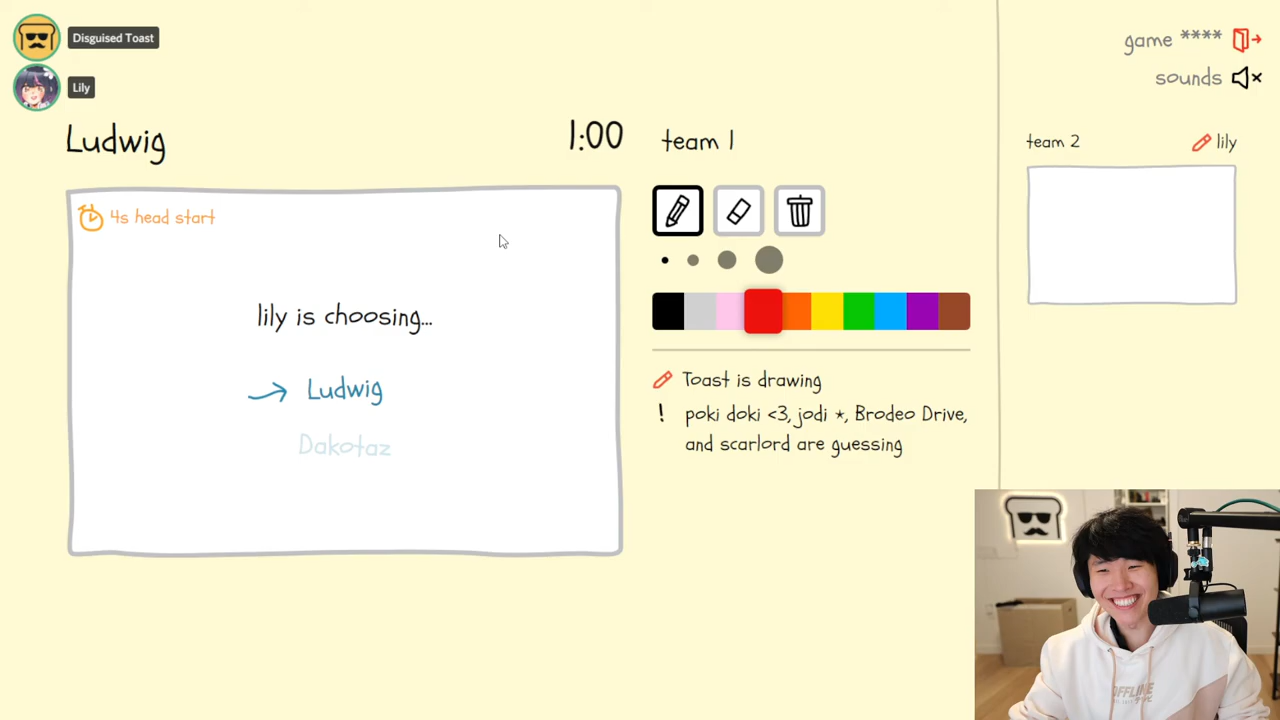 Disguised Toast
Lily
game ****
sounds
Ludwig
1:00
4s head start
lily is choosing...
Ludwig
Dakotaz
team 1
Toast is drawing
! poki doki <3, jodi *, Brodeo Drive,
and scarlord are guessing
team 2
lily
OFFLINE